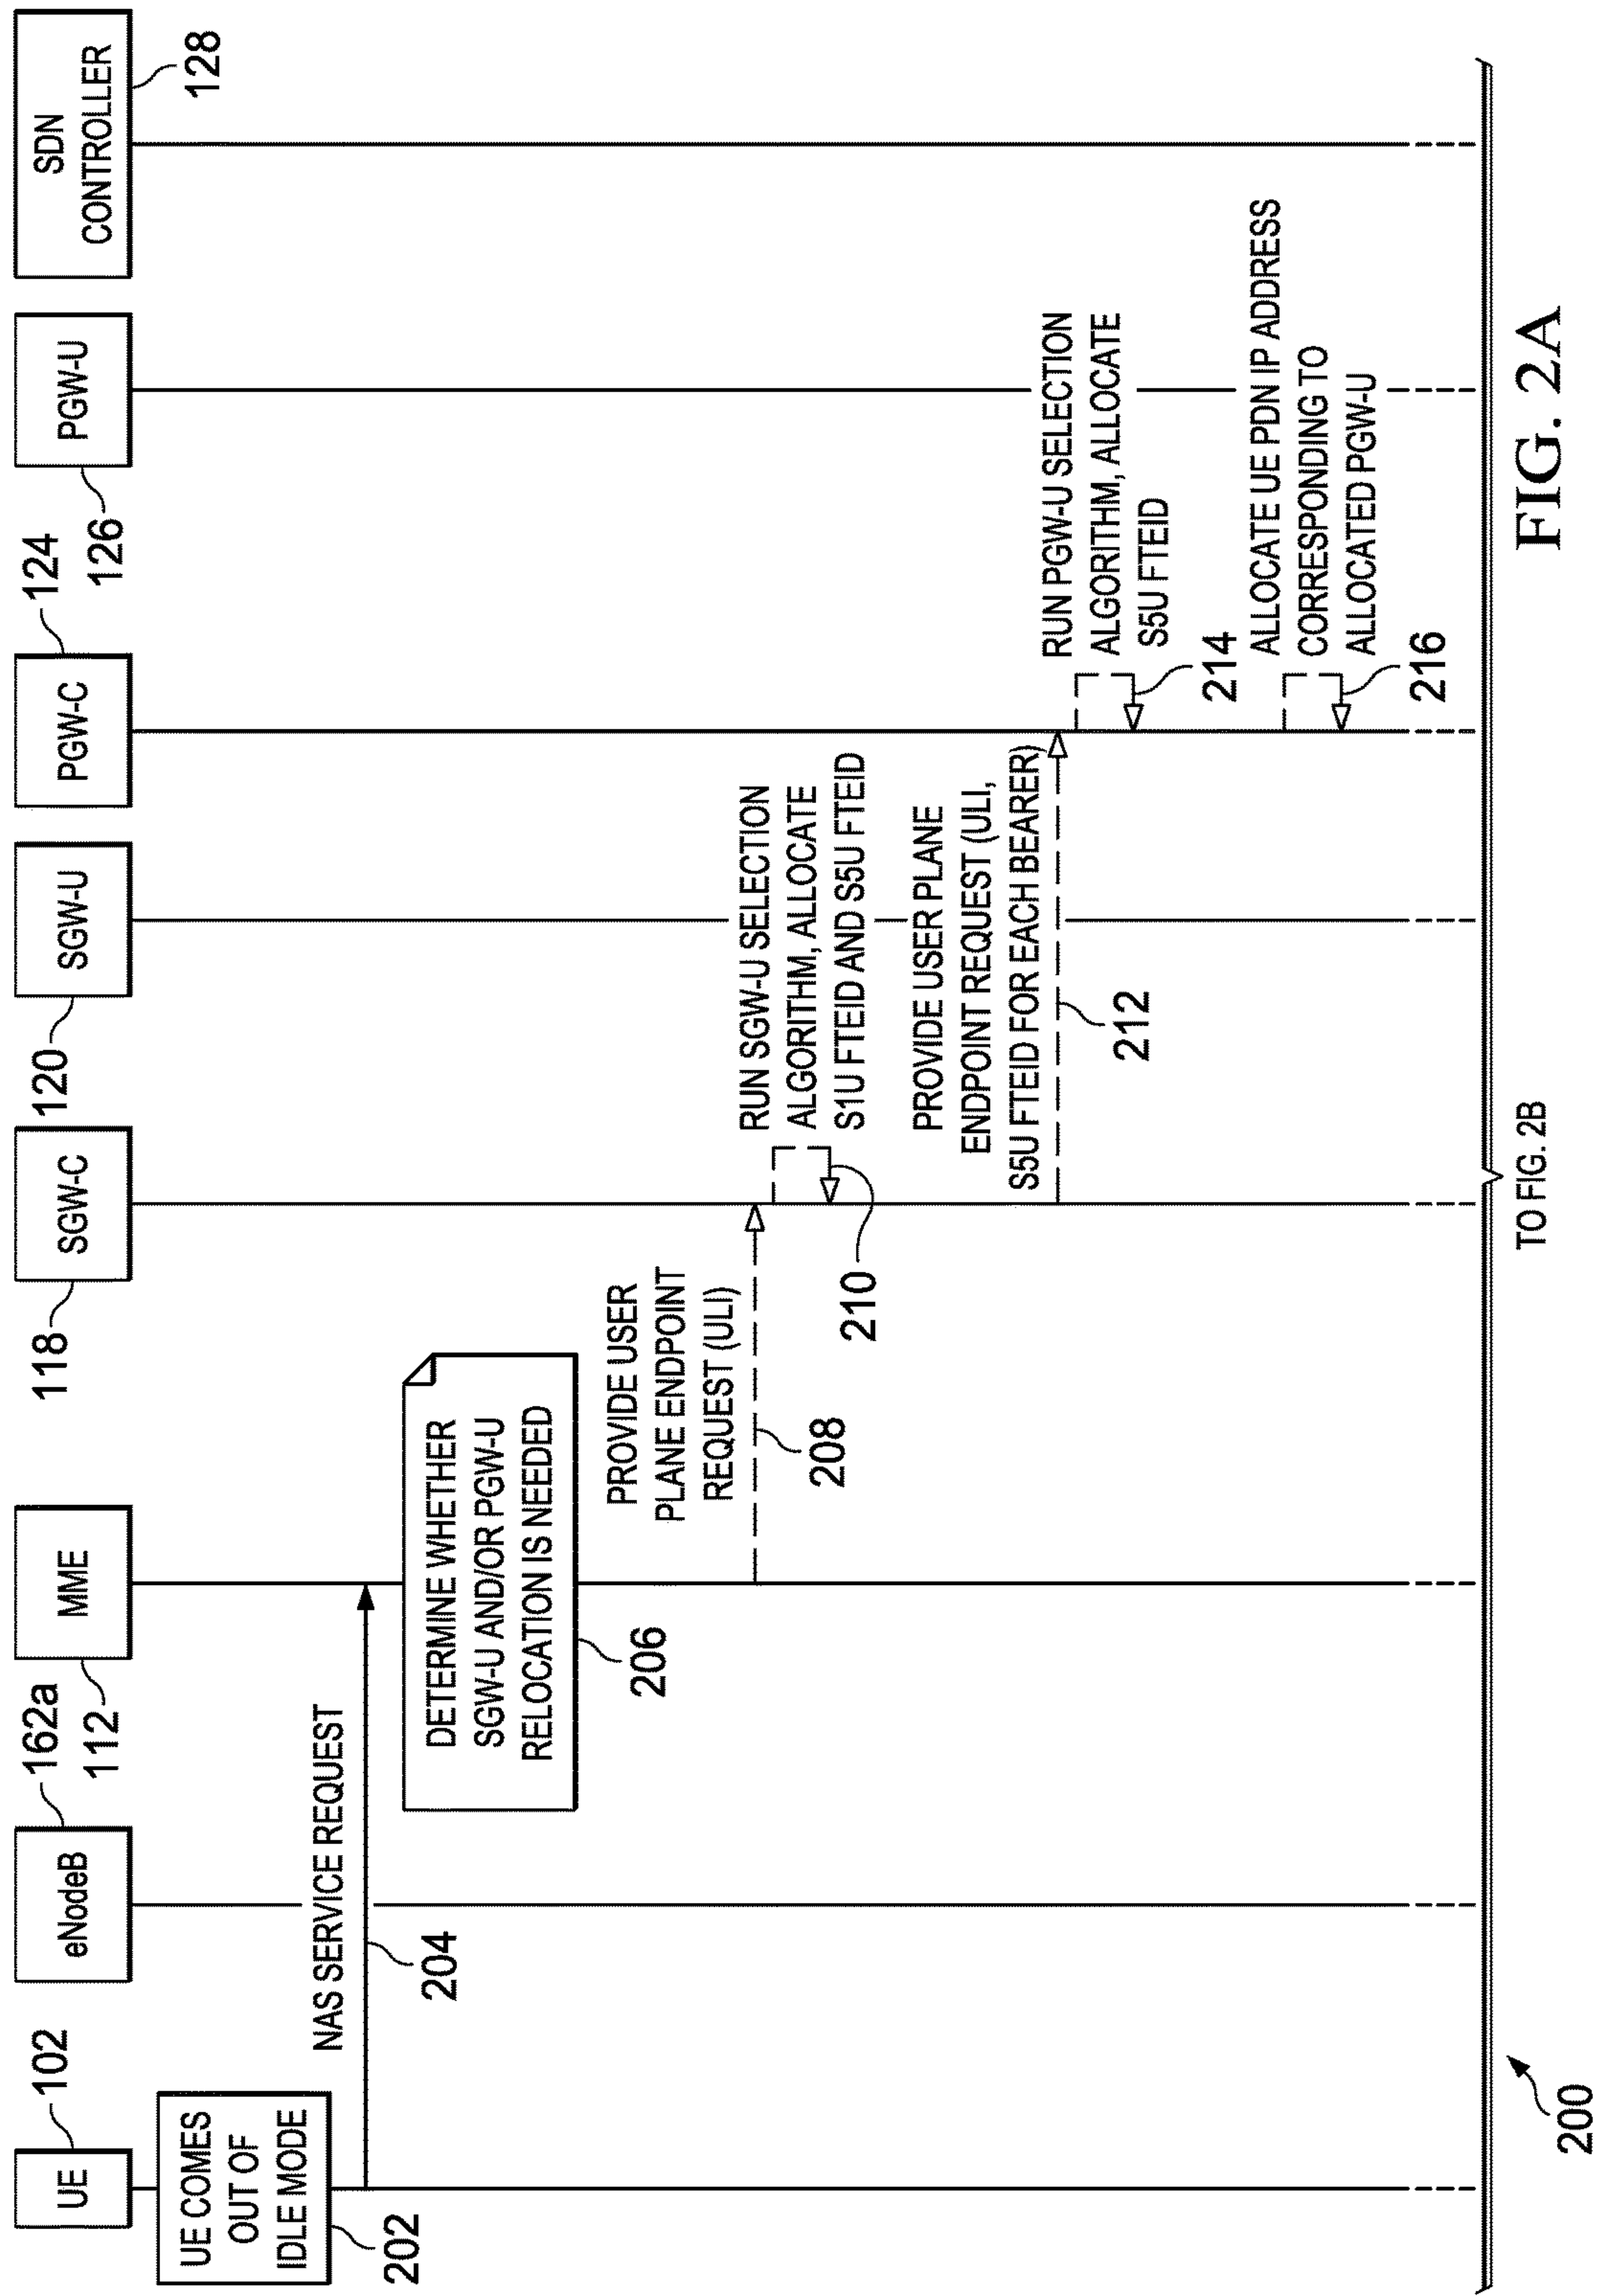 UE
102
eNodeB
162a
MME
112
SGW-C
118
SGW-U
120
PGW-C
124
PGW-U
126
SDN
CONTROLLER
128
UE COMES
OUT OF
IDLE MODE
202
NAS SERVICE REQUEST
204
DETERMINE WHETHER
SGW-U AND/OR PGW-U
RELOCATION IS NEEDED
206
PROVIDE USER
PLANE ENDPOINT
REQUEST (ULI)
208
RUN SGW-U SELECTION
ALGORITHM, ALLOCATE
S1U FTEID AND S5U FTEID
210
PROVIDE USER PLANE
ENDPOINT REQUEST (ULI,
S5U FTEID FOR EACH BEARER)
212
RUN PGW-U SELECTION
ALGORITHM, ALLOCATE
S5U FTEID
214
ALLOCATE UE PDN IP ADDRESS
CORRESPONDING TO
ALLOCATED PGW-U
216
200
TO FIG. 2B
FIG. 2A